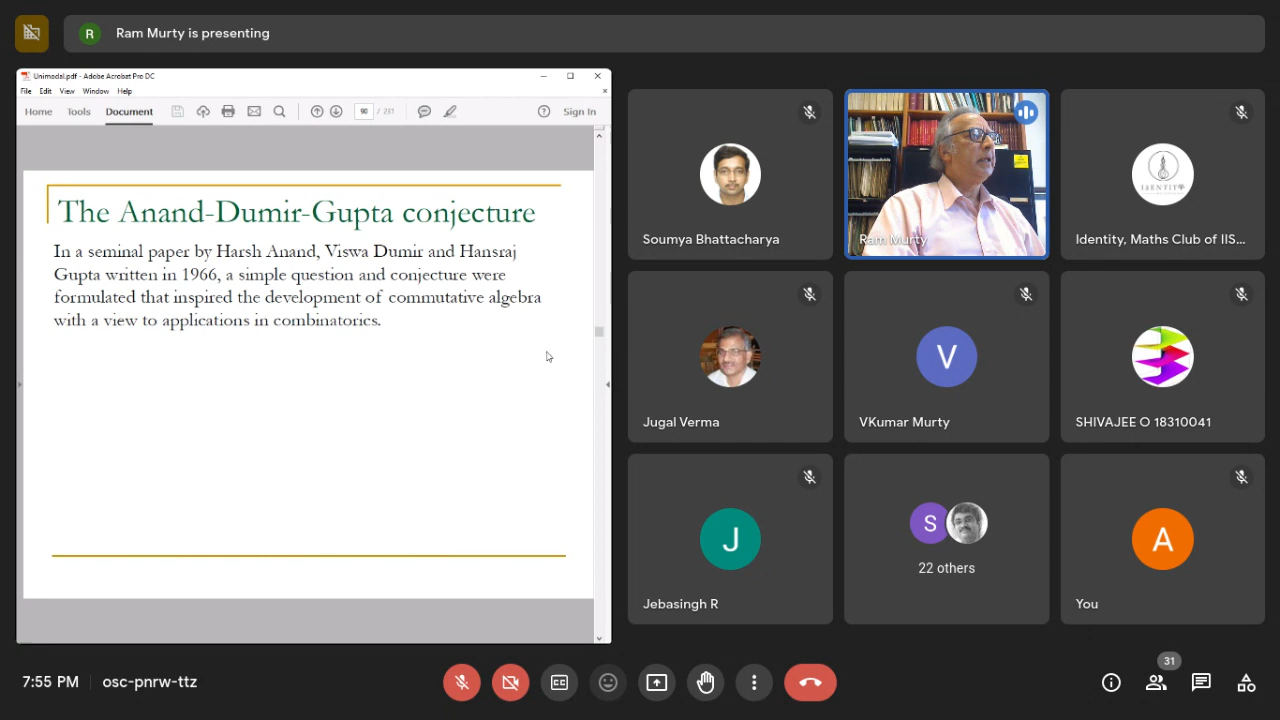 R
Ram Murty is presenting
Unimodal.pdf - Adobe Acrobat Pro DC
File Edit View Window Help
Home Tools Document 90 / 231 Sign In
The Anand-Dumir-Gupta conjecture
In a seminal paper by Harsh Anand, Viswa Dumir and Hansraj
Gupta written in 1966, a simple question and conjecture were
formulated that inspired the development of commutative algebra
with a view to applications in combinatorics.
Soumya Bhattacharya
Ram Murty
IDENTITY
Identity, Maths Club of IIS...
Jugal Verma
V
VKumar Murty
SHIVAJEE O 18310041
J
Jebasingh R
S
22 others
A
You
7:55 PM | osc-pnrw-ttz
31